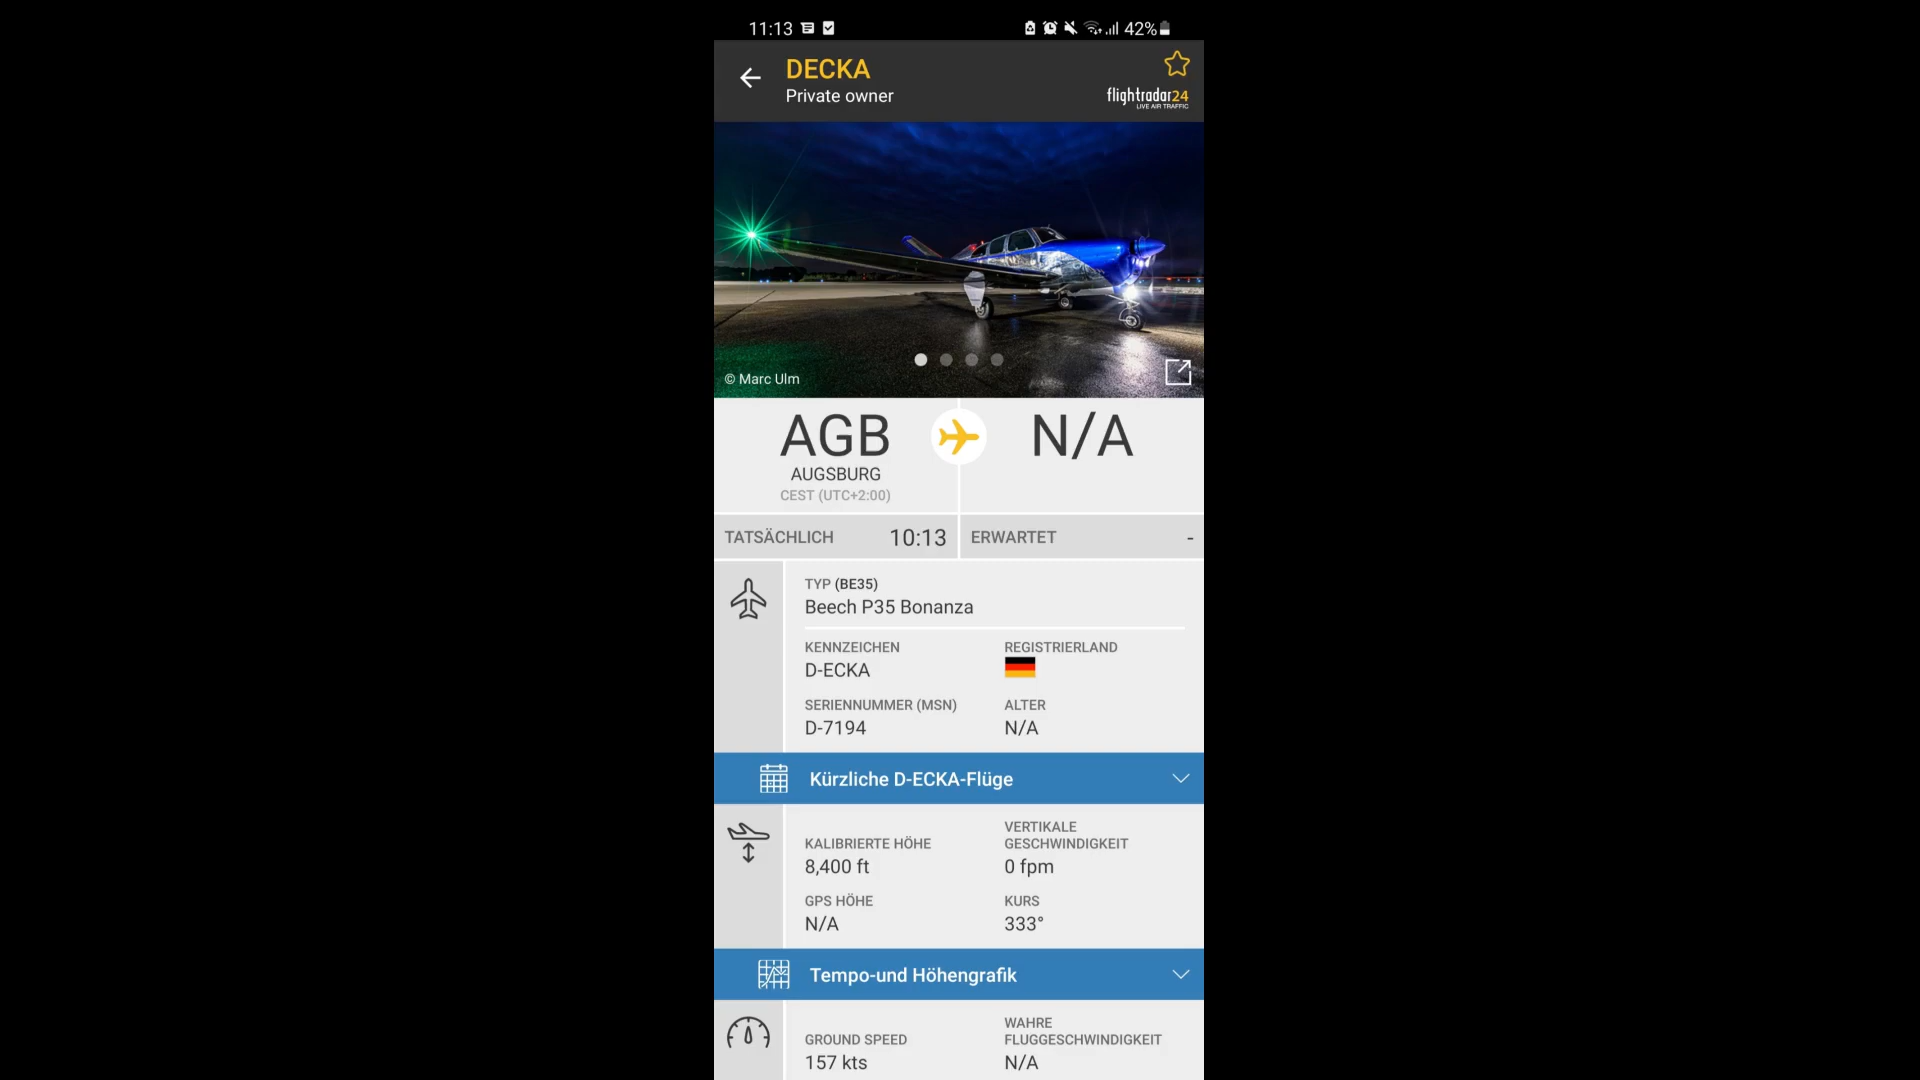 11:13 42%
DECKA
Private owner
flightradar24
LIVE AIR TRAFFIC
© Marc Ulm
AGB N/A
AUGSBURG
CEST (UTC+2:00)
TATSÄCHLICH 10:13 ERWARTET -
TYP (BE35)
Beech P35 Bonanza
KENNZEICHEN REGISTRIERLAND
D-ECKA
SERIENNUMMER (MSN) ALTER
D-7194 N/A
Kürzliche D-ECKA-Flüge
KALIBRIERTE HÖHE VERTIKALE GESCHWINDIGKEIT
8,400 ft 0 fpm
GPS HÖHE KURS
N/A 333°
Tempo-und Höhengrafik
GROUND SPEED WAHRE FLUGGESCHWINDIGKEIT
157 kts N/A